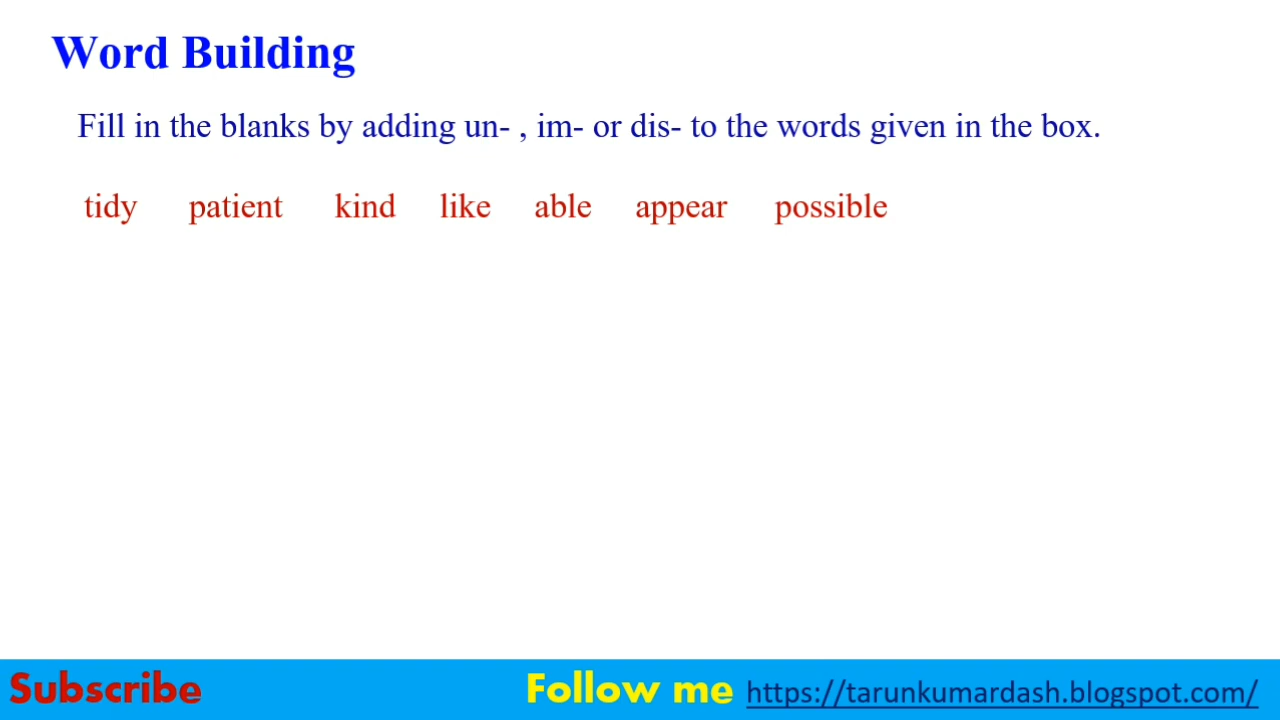 Word Building
Fill in the blanks by adding un- , im- or dis- to the words given in the box.
tidy patient kind like able appear possible
Subscribe Follow me https://tarunkumardash.blogspot.com/